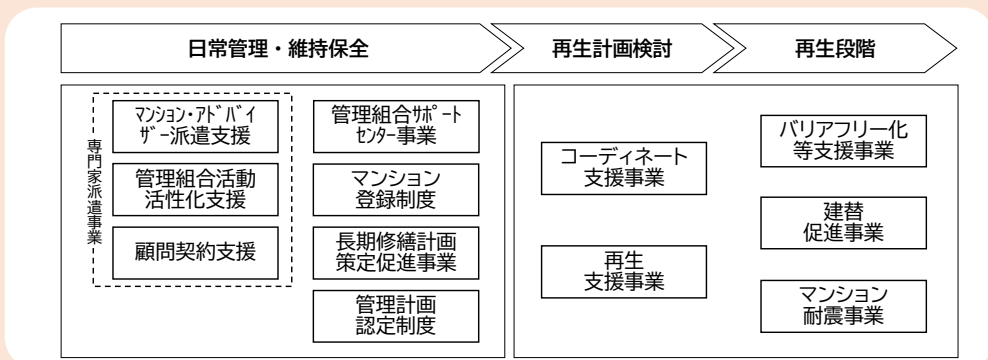 日常管理・維持保全
再生計画検討
再生段階
専門家派遣事業
ﾏﾝｼｮﾝ・ｱﾄﾞﾊﾞｲ
ｻﾞｰ派遣支援
管理組合活動
活性化支援
顧問契約支援
管理組合ｻﾎﾟｰﾄ
ｾﾝﾀｰ事業
マンション
登録制度
長期修繕計画
策定促進事業
管理計画
認定制度
コーディネート
支援事業
再生
支援事業
バリアフリー化
等支援事業
建替
促進事業
マンション
耐震事業